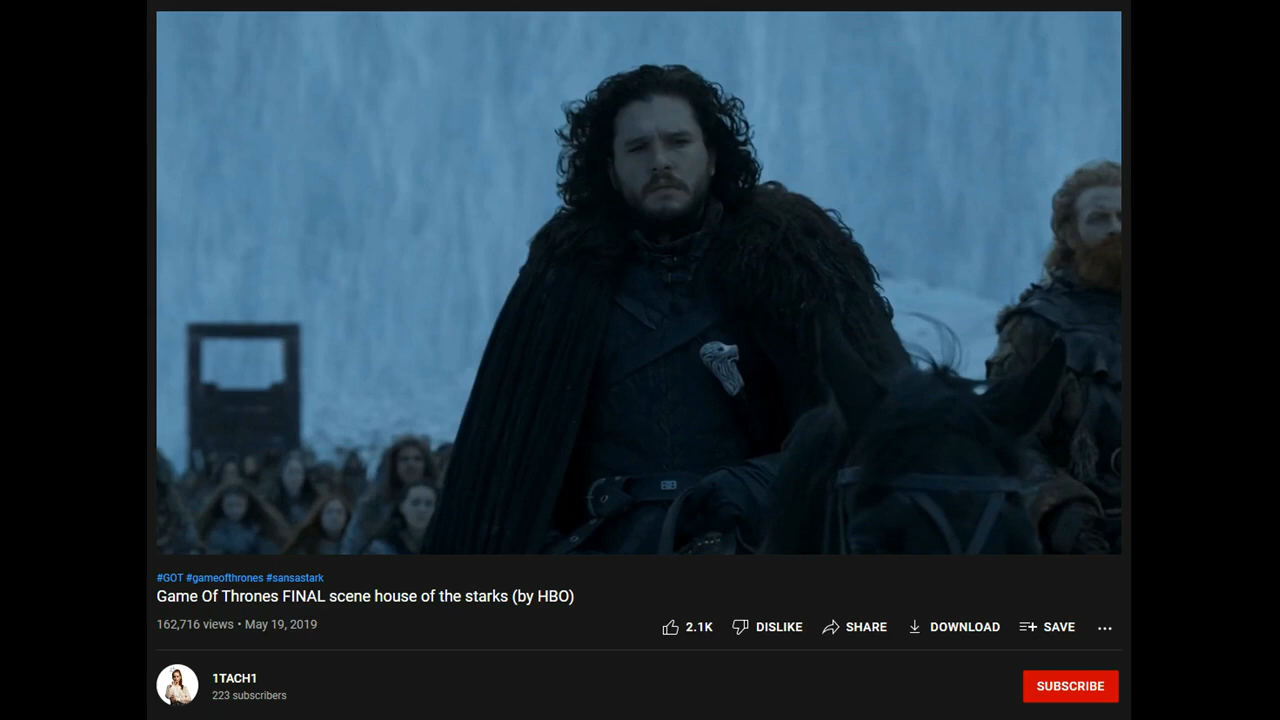 #GOT #gameofthrones #sansastark
Game Of Thrones FINAL scene house of the starks (by HBO)
162,716 views • May 19, 2019
2.1K DISLIKE SHARE DOWNLOAD SAVE ...
1TACH1
223 subscribers
SUBSCRIBE